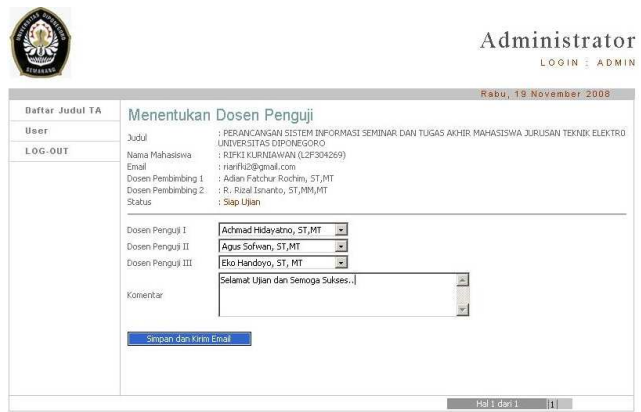 UNIVERSITAS DIPONEGORO
SEMARANG
Administrator
LOGIN : ADMIN
Rabu, 19 November 2008
Daftar Judul TA
User
LOG-OUT
Menentukan Dosen Penguji
Judul : PERANCANGAN SISTEM INFORMASI SEMINAR DAN TUGAS AKHIR MAHASISWA JURUSAN TEKNIK ELEKTRO
UNIVERSITAS DIPONEGORO
Nama Mahasiswa : RIFKI KURNIAWAN (L2F304269)
Email : riarifki2@gmail.com
Dosen Pembimbing 1 : Adian Fatchur Rochim, ST,MT
Dosen Pembimbing 2 : R. Rizal Isnanto, ST,MM,MT
Status : Siap Ujian
Dosen Penguji I Achmad Hidayatno, ST,MT
Dosen Penguji II Agus Sofwan, ST,MT
Dosen Penguji III Eko Handoyo, ST, MT
Komentar Selamat Ujian dan Semoga Sukses..
Simpan dan Kirim Email
Hal 1 dari 1 |1|